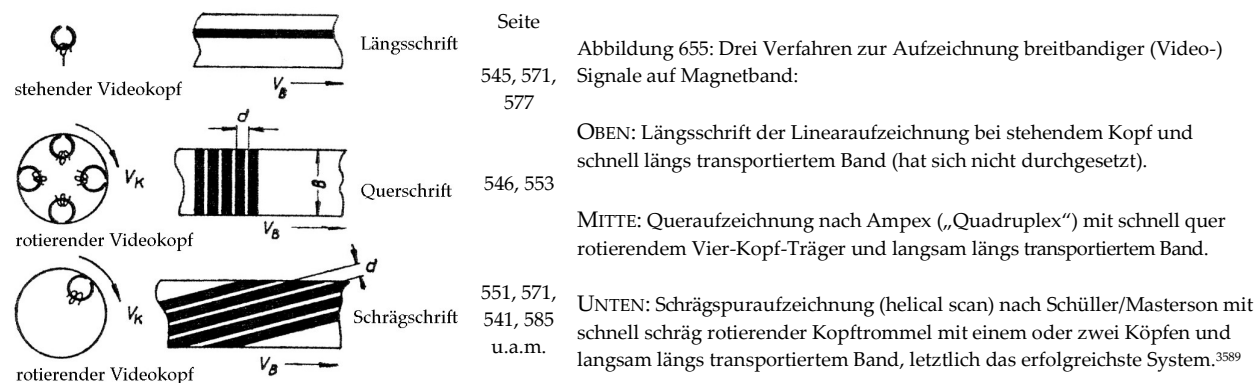 Seite
Längsschrift
stehender Videokopf
V_B
545, 571,
577
d
V_K
B
Querschrift
546, 553
V_B
rotierender Videokopf
d
V_K
Schrägschrift
551, 571,
541, 585
u.a.m.
V_B
rotierender Videokopf
Abbildung 655: Drei Verfahren zur Aufzeichnung breitbandiger (Video-)
Signale auf Magnetband:
OBEN: Längsschrift der Linearaufzeichnung bei stehendem Kopf und
schnell längs transportiertem Band (hat sich nicht durchgesetzt).
MITTE: Queraufzeichnung nach Ampex („Quadruplex“) mit schnell quer
rotierendem Vier-Kopf-Träger und langsam längs transportiertem Band.
UNTEN: Schrägspuraufzeichnung (helical scan) nach Schüller/Masterson mit
schnell schräg rotierender Kopftrommel mit einem oder zwei Köpfen und
langsam längs transportiertem Band, letztlich das erfolgreichste System.3589